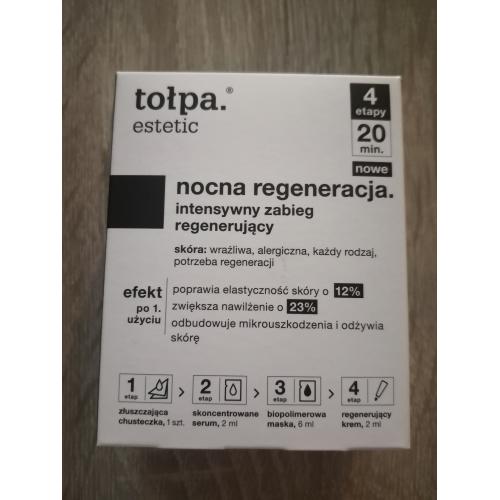 tołpa.®
estetic
4
etapy
20
min.
nowe
nocna regeneracja.
intensywny zabieg
regenerujący
skóra: wrażliwa, alergiczna, każdy rodzaj,
potrzeba regeneracji
efekt
po 1.
użyciu
poprawia elastyczność skóry o 12%
zwiększa nawilżenie o 23%
odbudowuje mikrouszkodzenia i odżywia
skórę
1
etap
złuszczająca
chusteczka, 1 szt.
>
2
etap
skoncentrowane
serum, 2 ml
>
3
etap
biopolimerowa
maska, 6 ml
>
4
etap
regenerujący
krem, 2 ml